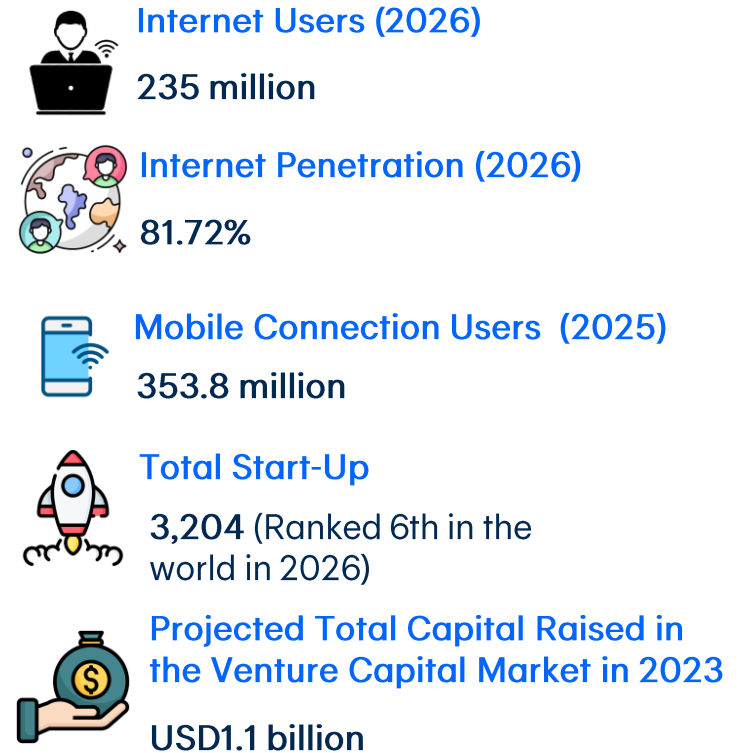 Internet Users (2026)
235 million
Internet Penetration (2026)
81.72%
Mobile Connection Users  (2025)
353.8 million
Total Start-Up
3,204 (Ranked 6th in the
world in 2026)
Projected Total Capital Raised in
the Venture Capital Market in 2023
$
USD1.1 billion